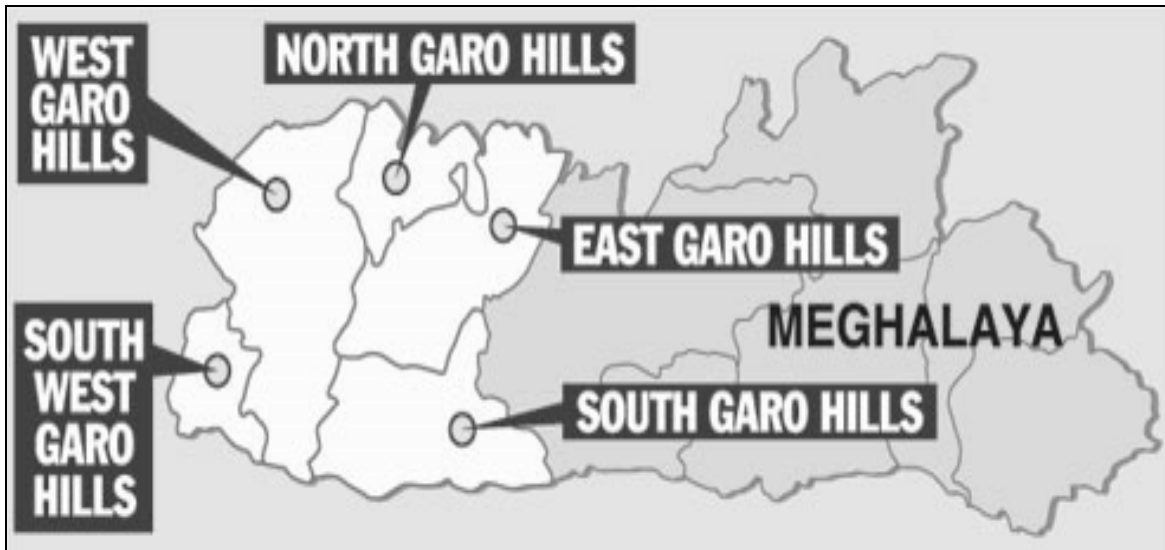 WEST
GARO
HILLS
NORTH GARO HILLS
EAST GARO HILLS
MEGHALAYA
SOUTH
WEST
GARO
HILLS
SOUTH GARO HILLS